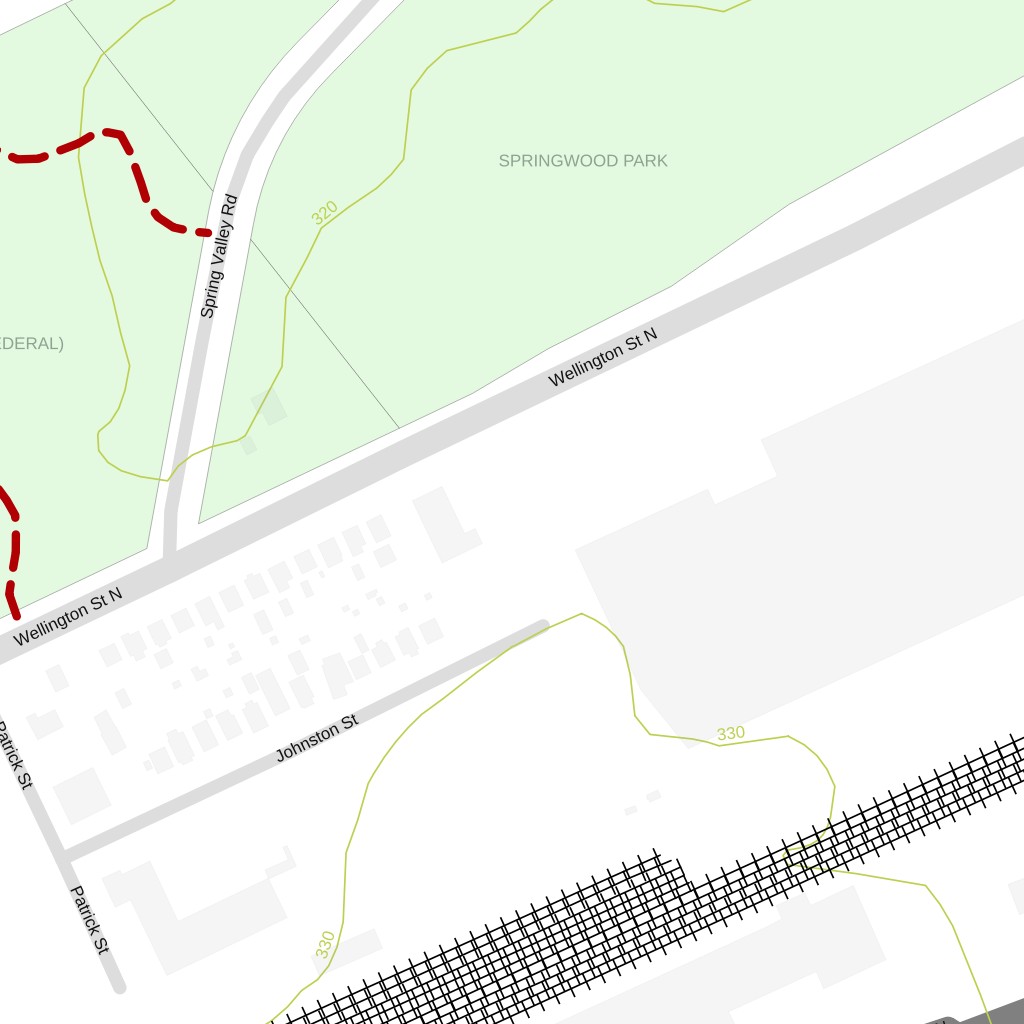 SPRINGWOOD PARK
320
Spring Valley Rd
EDERAL)
Wellington St N
Wellington St N
Johnston St
Patrick St
330
Patrick St
330